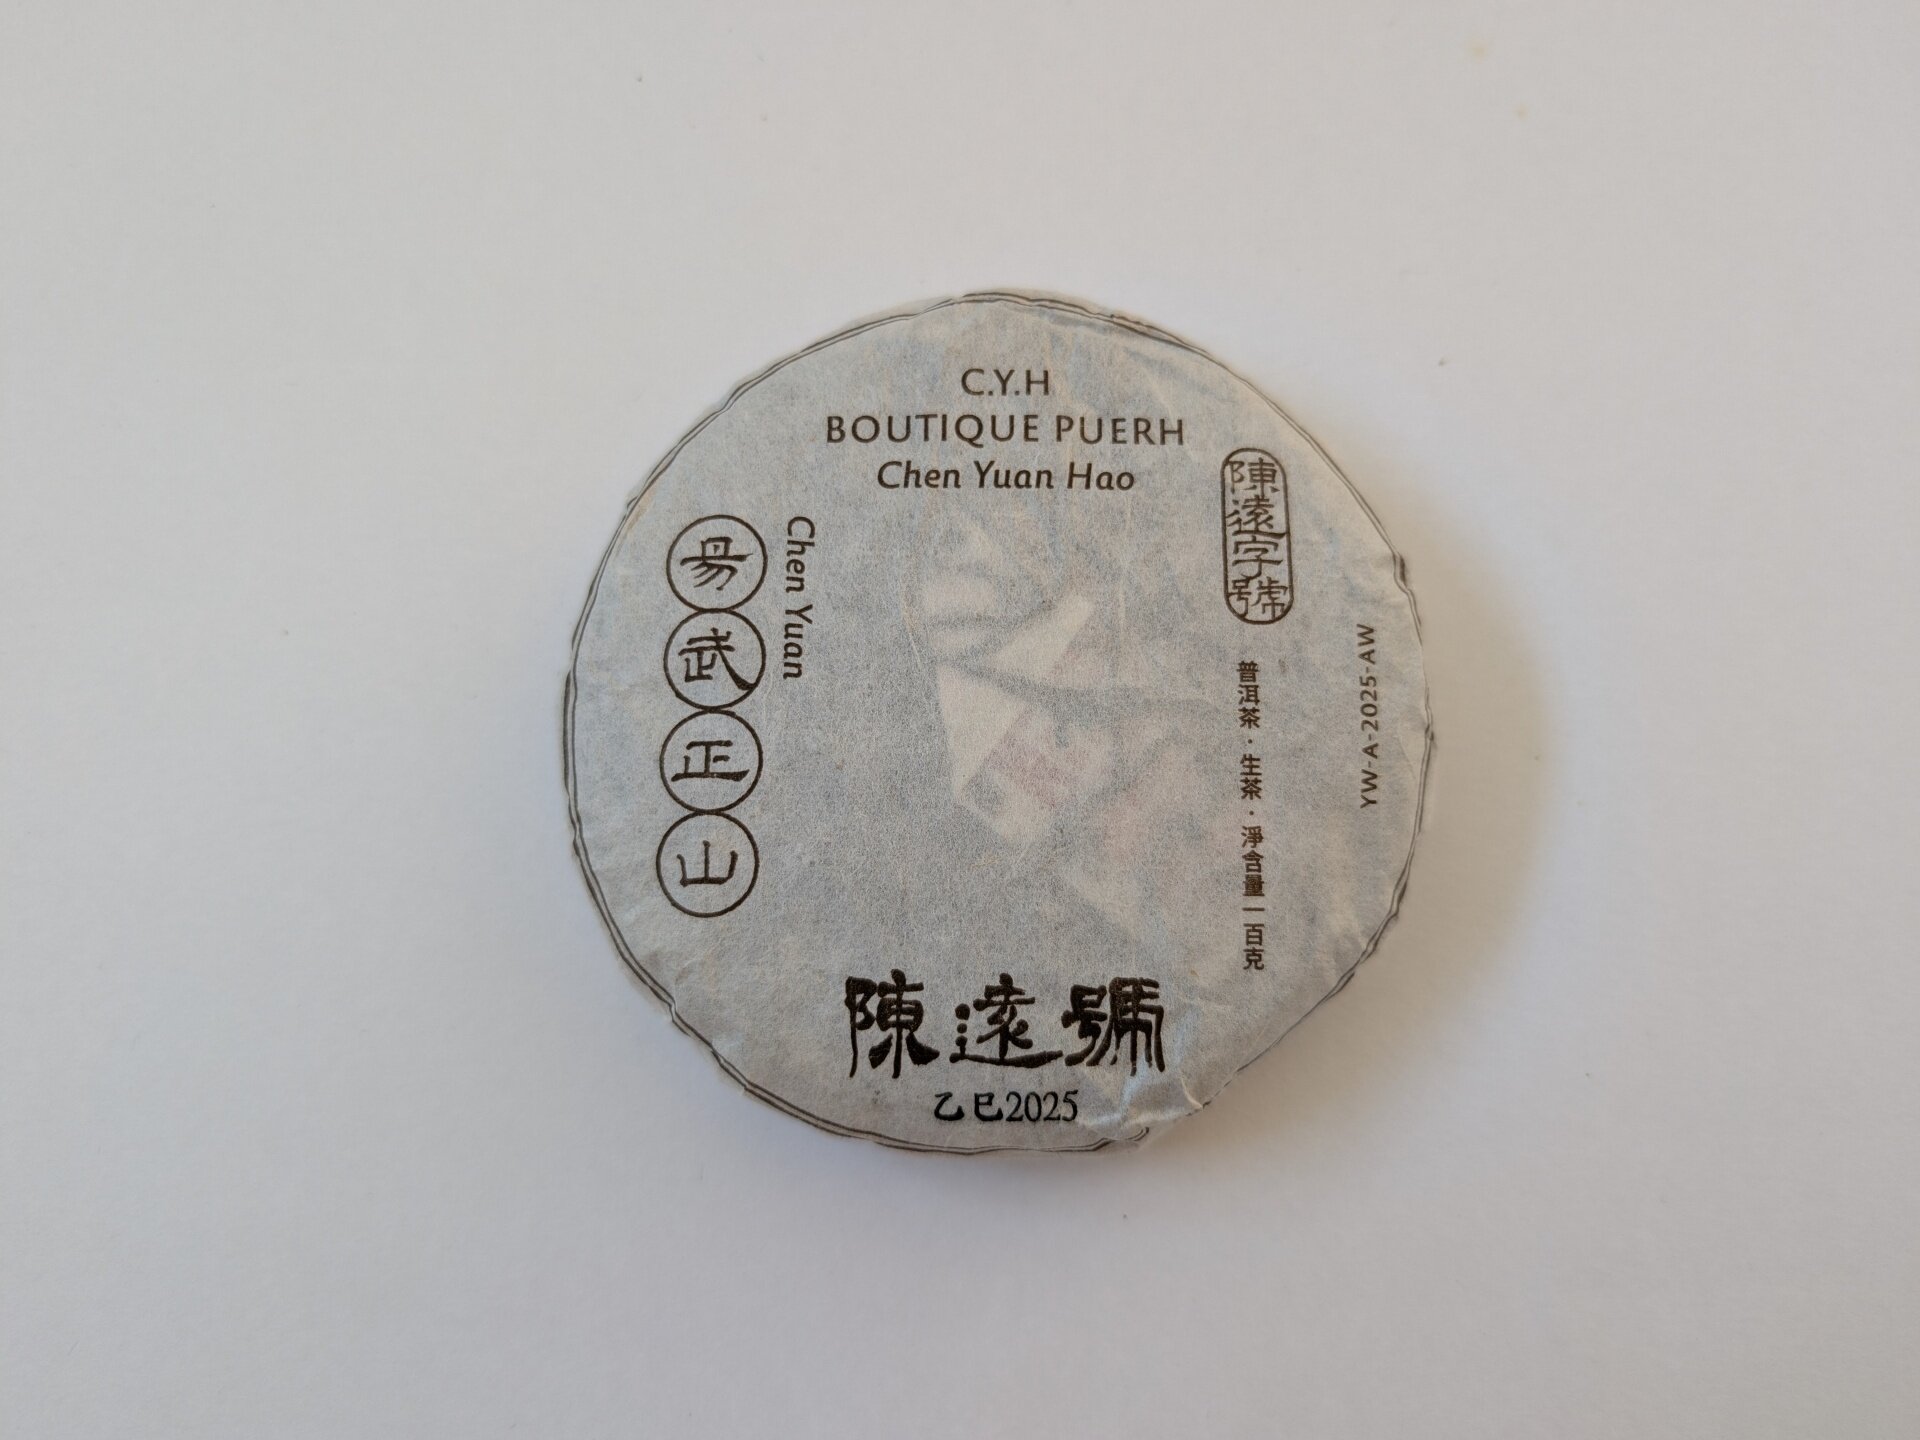 C.Y.H
BOUTIQUE PUERH
Chen Yuan Hao
陳遠字號
普洱茶·生茶·淨含量一百克
YW-A-2025-AW
Chen Yuan
易武正山
陳遠號
乙巳2025